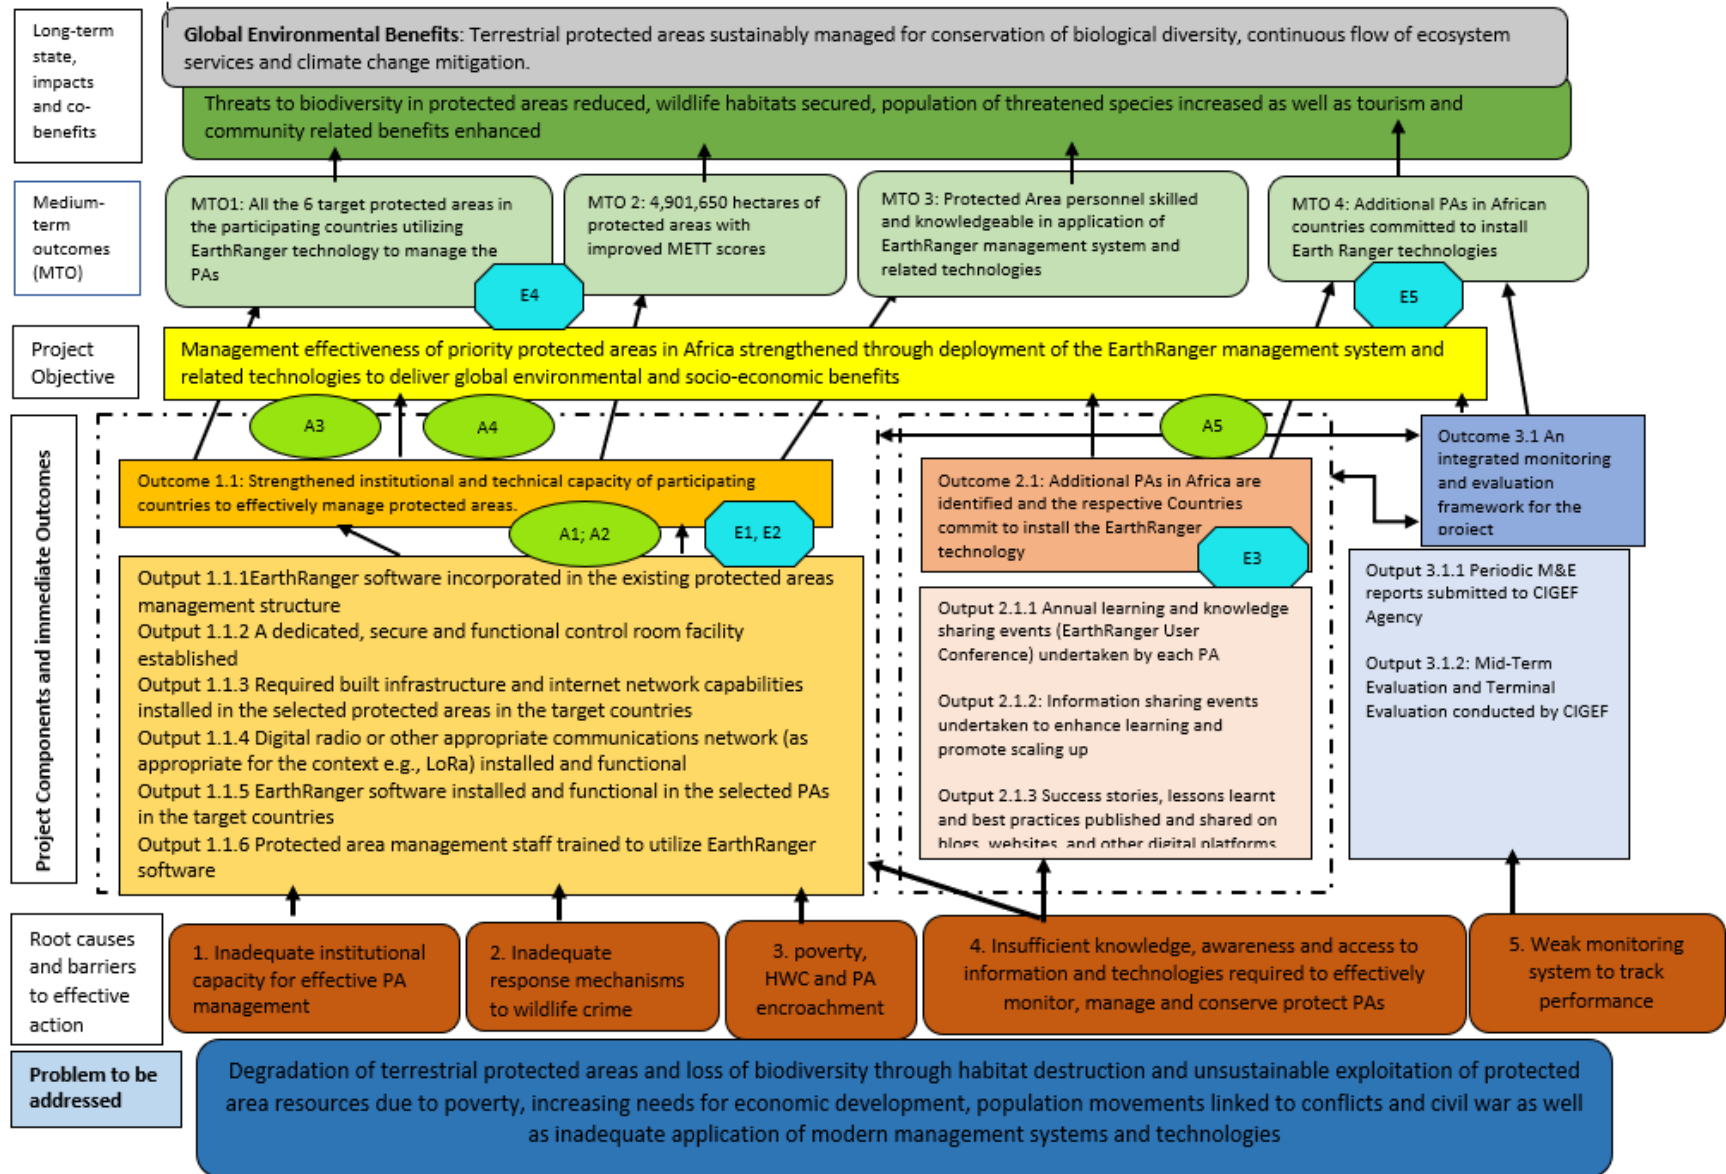 Long-term
state,
impacts
and co-
benefits
Global Environmental Benefits: Terrestrial protected areas sustainably managed for conservation of biological diversity, continuous flow of ecosystem
services and climate change mitigation.
Threats to biodiversity in protected areas reduced, wildlife habitats secured, population of threatened species increased as well as tourism and
community related benefits enhanced
Medium-
term
outcomes
(MTO)
MTO1: All the 6 target protected areas in
the participating countries utilizing
EarthRanger technology to manage the
PAs
MTO 2: 4,901,650 hectares of
protected areas with
improved METT scores
MTO 3: Protected Area personnel skilled
and knowledgeable in application of
EarthRanger management system and
related technologies
MTO 4: Additional PAs in African
countries committed to install
Earth Ranger technologies
E4
E5
Project
Objective
Management effectiveness of priority protected areas in Africa strengthened through deployment of the EarthRanger management system and
related technologies to deliver global environmental and socio-economic benefits
A3
A4
A5
Project Components and Immediate Outcomes
Outcome 1.1: Strengthened institutional and technical capacity of participating
countries to effectively manage protected areas.
A1; A2
E1, E2
Output 1.1.1EarthRanger software incorporated in the existing protected areas
management structure
Output 1.1.2 A dedicated, secure and functional control room facility
established
Output 1.1.3 Required built infrastructure and internet network capabilities
installed in the selected protected areas in the target countries
Output 1.1.4 Digital radio or other appropriate communications network (as
appropriate for the context e.g., LoRa) installed and functional
Output 1.1.5 EarthRanger software installed and functional in the selected PAs
in the target countries
Output 1.1.6 Protected area management staff trained to utilize EarthRanger
software
Outcome 2.1: Additional PAs in Africa are
identified and the respective Countries
commit to install the EarthRanger
technology
E3
Output 2.1.1 Annual learning and knowledge
sharing events (EarthRanger User
Conference) undertaken by each PA
Output 2.1.2: Information sharing events
undertaken to enhance learning and
promote scaling up
Output 2.1.3 Success stories, lessons learnt
and best practices published and shared on
blogs, websites, and other digital platforms
Outcome 3.1 An
integrated monitoring
and evaluation
framework for the
project
Output 3.1.1 Periodic M&E
reports submitted to CIGEF
Agency
Output 3.1.2: Mid-Term
Evaluation and Terminal
Evaluation conducted by CIGEF
Root causes
and barriers
to effective
action
1. Inadequate institutional
capacity for effective PA
management
2. Inadequate
response mechanisms
to wildlife crime
3. poverty,
HWC and PA
encroachment
4. Insufficient knowledge, awareness and access to
information and technologies required to effectively
monitor, manage and conserve protect PAs
5. Weak monitoring
system to track
performance
Problem to be
addressed
Degradation of terrestrial protected areas and loss of biodiversity through habitat destruction and unsustainable exploitation of protected
area resources due to poverty, increasing needs for economic development, population movements linked to conflicts and civil war as well
as inadequate application of modern management systems and technologies